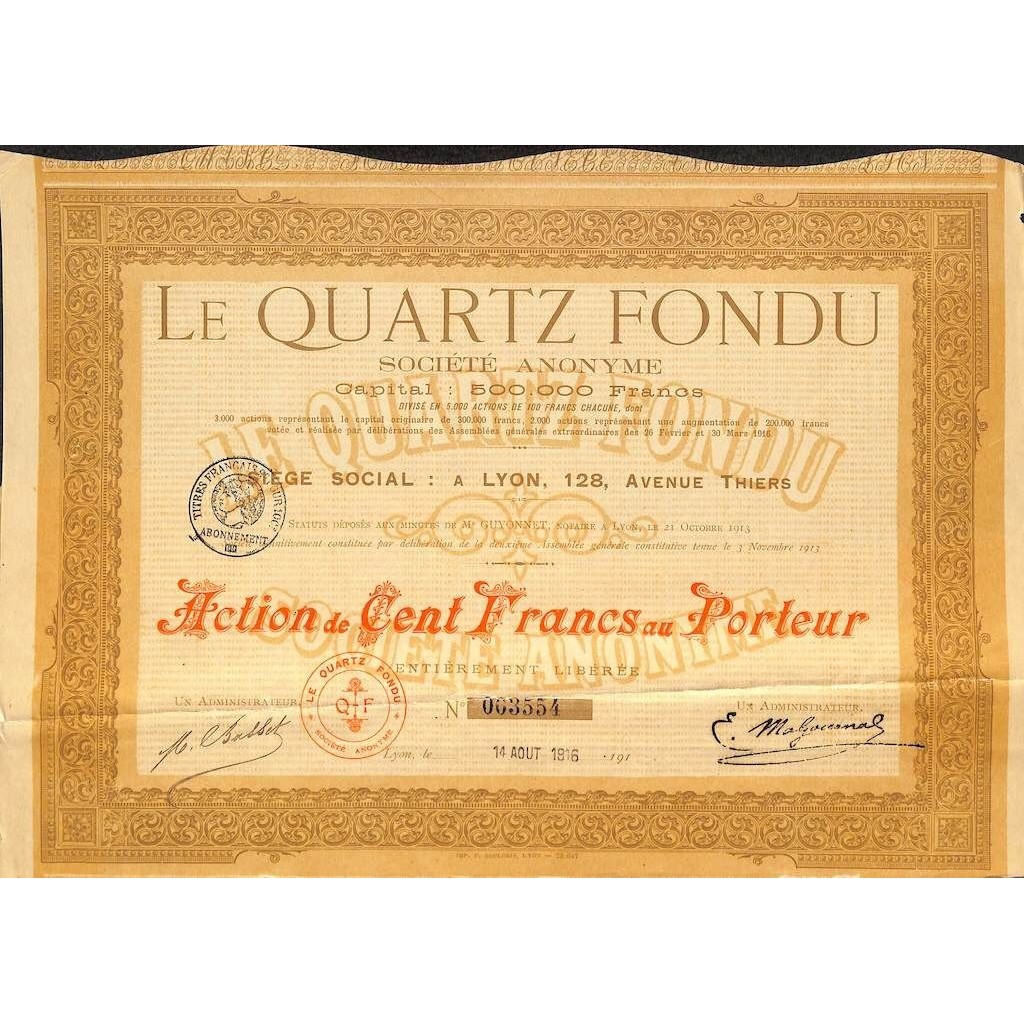 LE QUARTZ FONDU
SOCIÉTÉ ANONYME
Capital : 500.000 Francs
DIVISÉ EN 5.000 ACTIONS DE 100 FRANCS CHACUNE, dont
3.000 actions représentant le capital originaire de 300.000 francs, 2.000 actions représentant une augmentation de 200.000 francs
votée et réalisée par délibérations des Assemblées générales extraordinaires des 26 Février et 30 Mars 1916
LE QUARTZ FONDU
SIÈGE SOCIAL : A LYON, 128, AVENUE THIERS
TITRES FRANÇAIS
ABONNEMENT
STATUTS DÉPOSÉS AUX MINUTES DE Me GUYONNET, NOTAIRE A LYON, LE 21 OCTOBRE 1913
constituée par délibération de la deuxième Assemblée générale constitutive tenue le 3 Novembre 1913
Action de Cent Francs au Porteur
SOCIÉTÉ ANONYME
ENTIÈREMENT LIBÉRÉE
UN ADMINISTRATEUR,
LE QUARTZ FONDU
Q F
SOCIÉTÉ ANONYME
No 003554
UN ADMINISTRATEUR,
Lyon, le 14 AOUT 1916 191